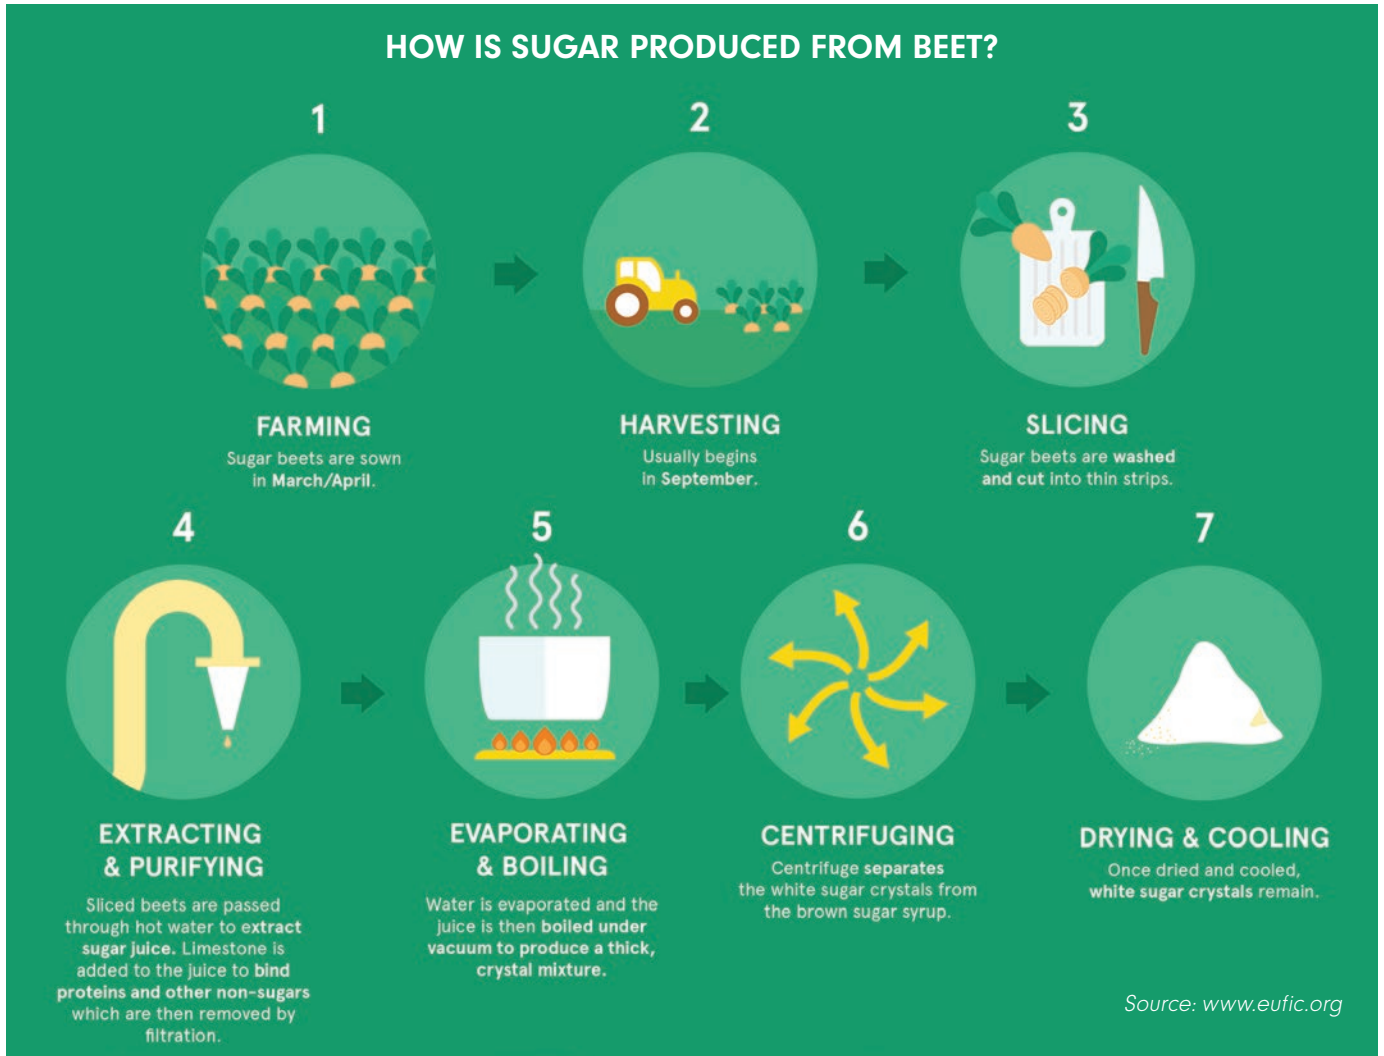 HOW IS SUGAR PRODUCED FROM BEET?
1
2
3
FARMING
Sugar beets are sown
in March/April.
HARVESTING
Usually begins
in September.
SLICING
Sugar beets are washed
and cut into thin strips.
4
5
6
7
EXTRACTING
& PURIFYING
Sliced beets are passed
through hot water to extract
sugar juice. Limestone is
added to the juice to bind
proteins and other non-sugars
which are then removed by
filtration.
EVAPORATING
& BOILING
Water is evaporated and the
juice is then boiled under
vacuum to produce a thick,
crystal mixture.
CENTRIFUGING
Centrifuge separates
the white sugar crystals from
the brown sugar syrup.
DRYING & COOLING
Once dried and cooled,
white sugar crystals remain.
Source: www.eufic.org